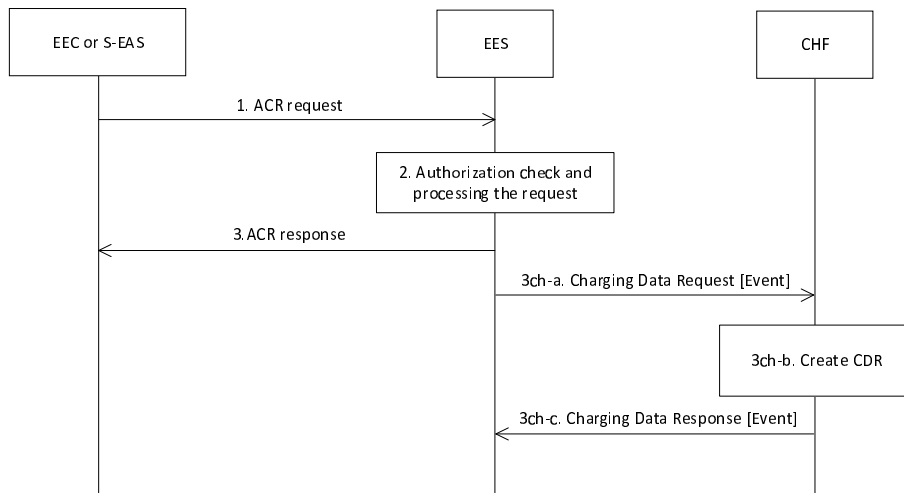 EEC or S-EAS
EES
CHF
1. ACR request
2. Authorization check and
processing the request
3.ACR response
3ch-a. Charging Data Request [Event]
3ch-b. Create CDR
3ch-c. Charging Data Response [Event]